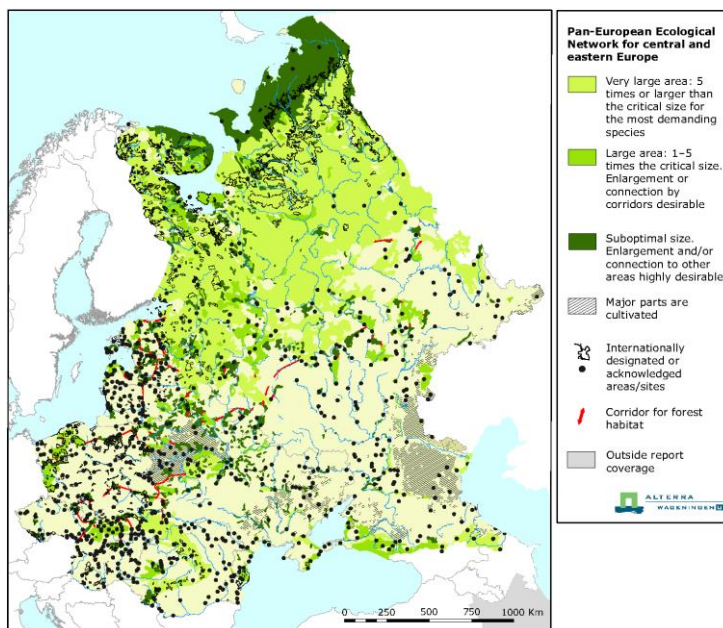 Pan-European Ecological
Network for central and
eastern Europe
Very large area: 5
times or larger than
the critical size for
the most demanding
species
Large area: 1–5
times the critical size.
Enlargement or
connection by
corridors desirable
Suboptimal size.
Enlargement and/or
connection to other
areas highly desirable
Major parts are
cultivated
Internationally
designated or
acknowledged
areas/sites
Corridor for forest
habitat
Outside report
coverage
ALTERRA
WAGENINGEN UR
0 250 500 750 1000 Km